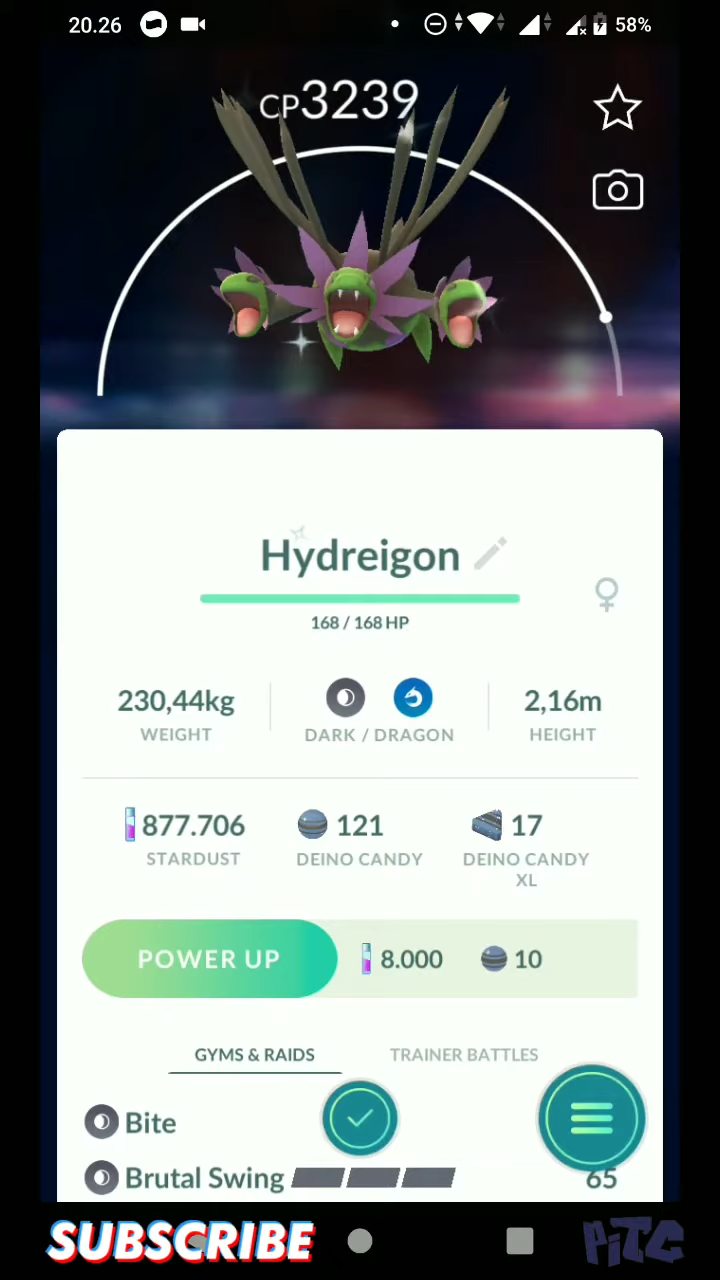 20.26 58%
CP3239
Hydreigon
168 / 168 HP
230,44kg DARK / DRAGON 2,16m
WEIGHT HEIGHT
877.706 121 17
STARDUST DEINO CANDY DEINO CANDY XL
POWER UP 8.000 10
GYMS & RAIDS TRAINER BATTLES
Bite
Brutal Swing 65
SUBSCRIBE PiTC